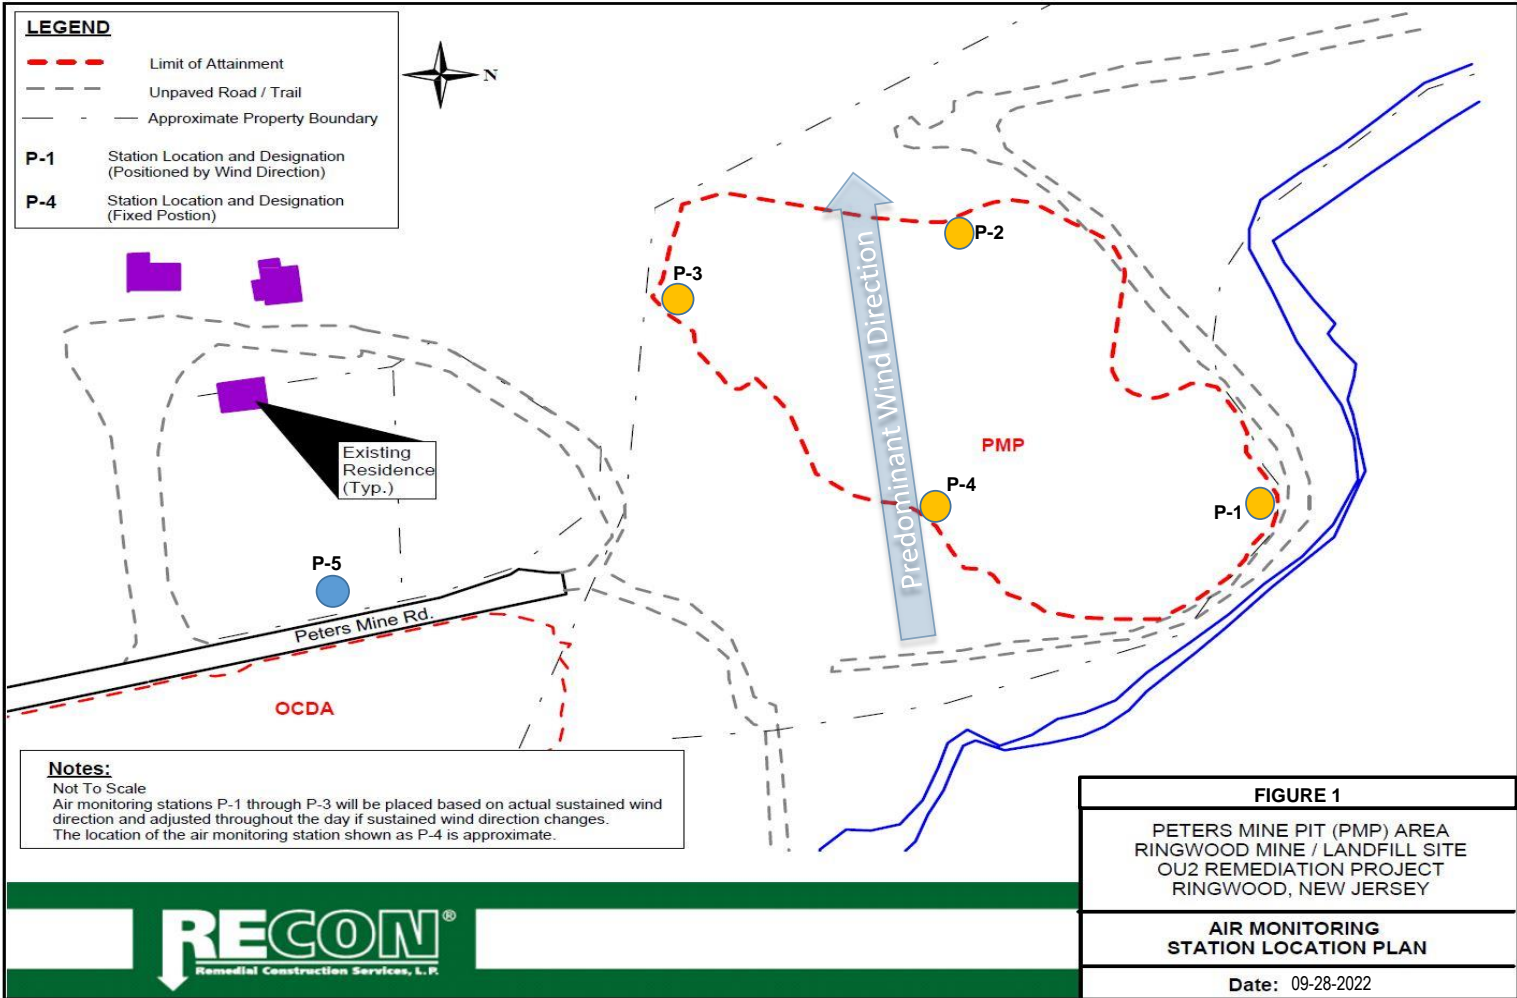 LEGEND
Limit of Attainment
Unpaved Road / Trail
Approximate Property Boundary
P-1 Station Location and Designation
(Positioned by Wind Direction)
P-4 Station Location and Designation
(Fixed Postion)
N
P-2
P-3
Predominant Wind Direction
PMP
P-4
P-1
Existing
Residence
(Typ.)
P-5
Peters Mine Rd.
OCDA
Notes:
Not To Scale
Air monitoring stations P-1 through P-3 will be placed based on actual sustained wind
direction and adjusted throughout the day if sustained wind direction changes.
The location of the air monitoring station shown as P-4 is approximate.
FIGURE 1
PETERS MINE PIT (PMP) AREA
RINGWOOD MINE / LANDFILL SITE
OU2 REMEDIATION PROJECT
RINGWOOD, NEW JERSEY
AIR MONITORING
STATION LOCATION PLAN
Date: 09-28-2022
RECON®
Remedial Construction Services, L.P.